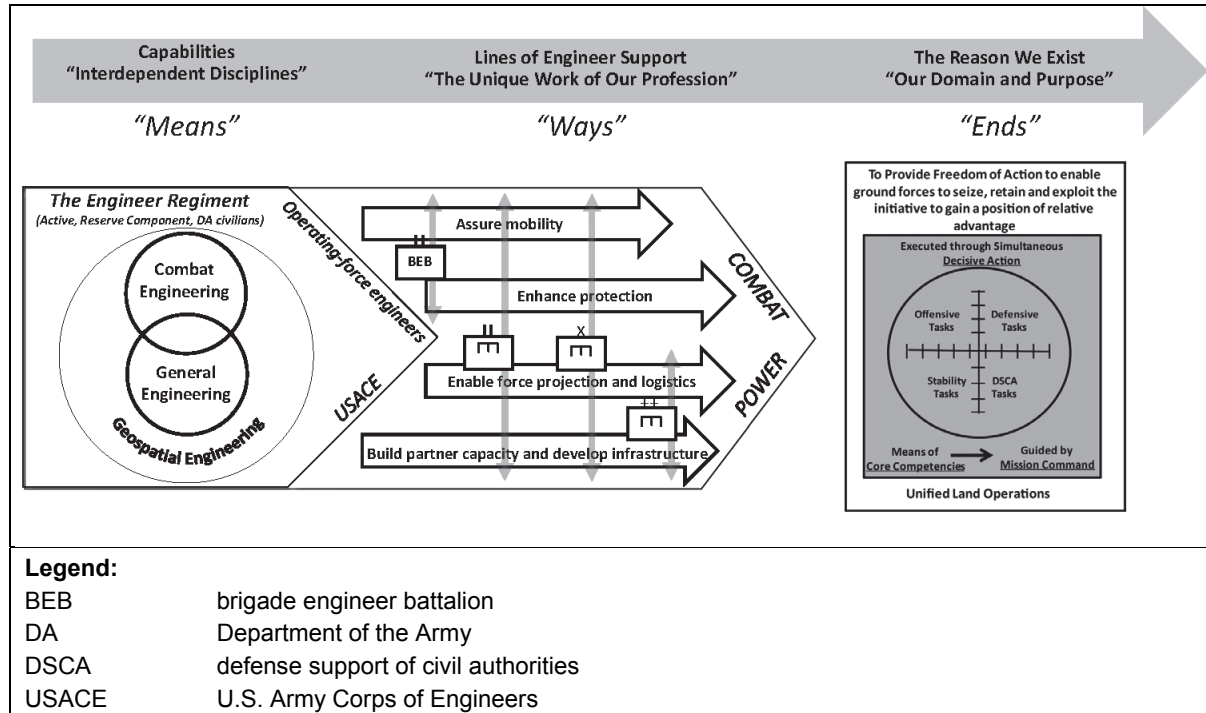 Capabilities
“Interdependent Disciplines”
Lines of Engineer Support
“The Unique Work of Our Profession”
The Reason We Exist
“Our Domain and Purpose”
“Means”
“Ways”
“Ends”
The Engineer Regiment
(Active, Reserve Component, DA civilians)
Combat
Engineering
General
Engineering
Geospatial Engineering
Operating-force engineers
USACE
Assure mobility
II
BEB
Enhance protection
II
E
X
E
Enable force projection and logistics
++
E
Build partner capacity and develop infrastructure
COMBAT
POWER
To Provide Freedom of Action to enable
ground forces to seize, retain and exploit the
initiative to gain a position of relative
advantage
Executed through Simultaneous
Decisive Action
Offensive
Tasks
Defensive
Tasks
Stability
Tasks
DSCA
Tasks
Means of
Core Competencies
Guided by
Mission Command
Unified Land Operations
Legend:
BEB brigade engineer battalion
DA Department of the Army
DSCA defense support of civil authorities
USACE U.S. Army Corps of Engineers